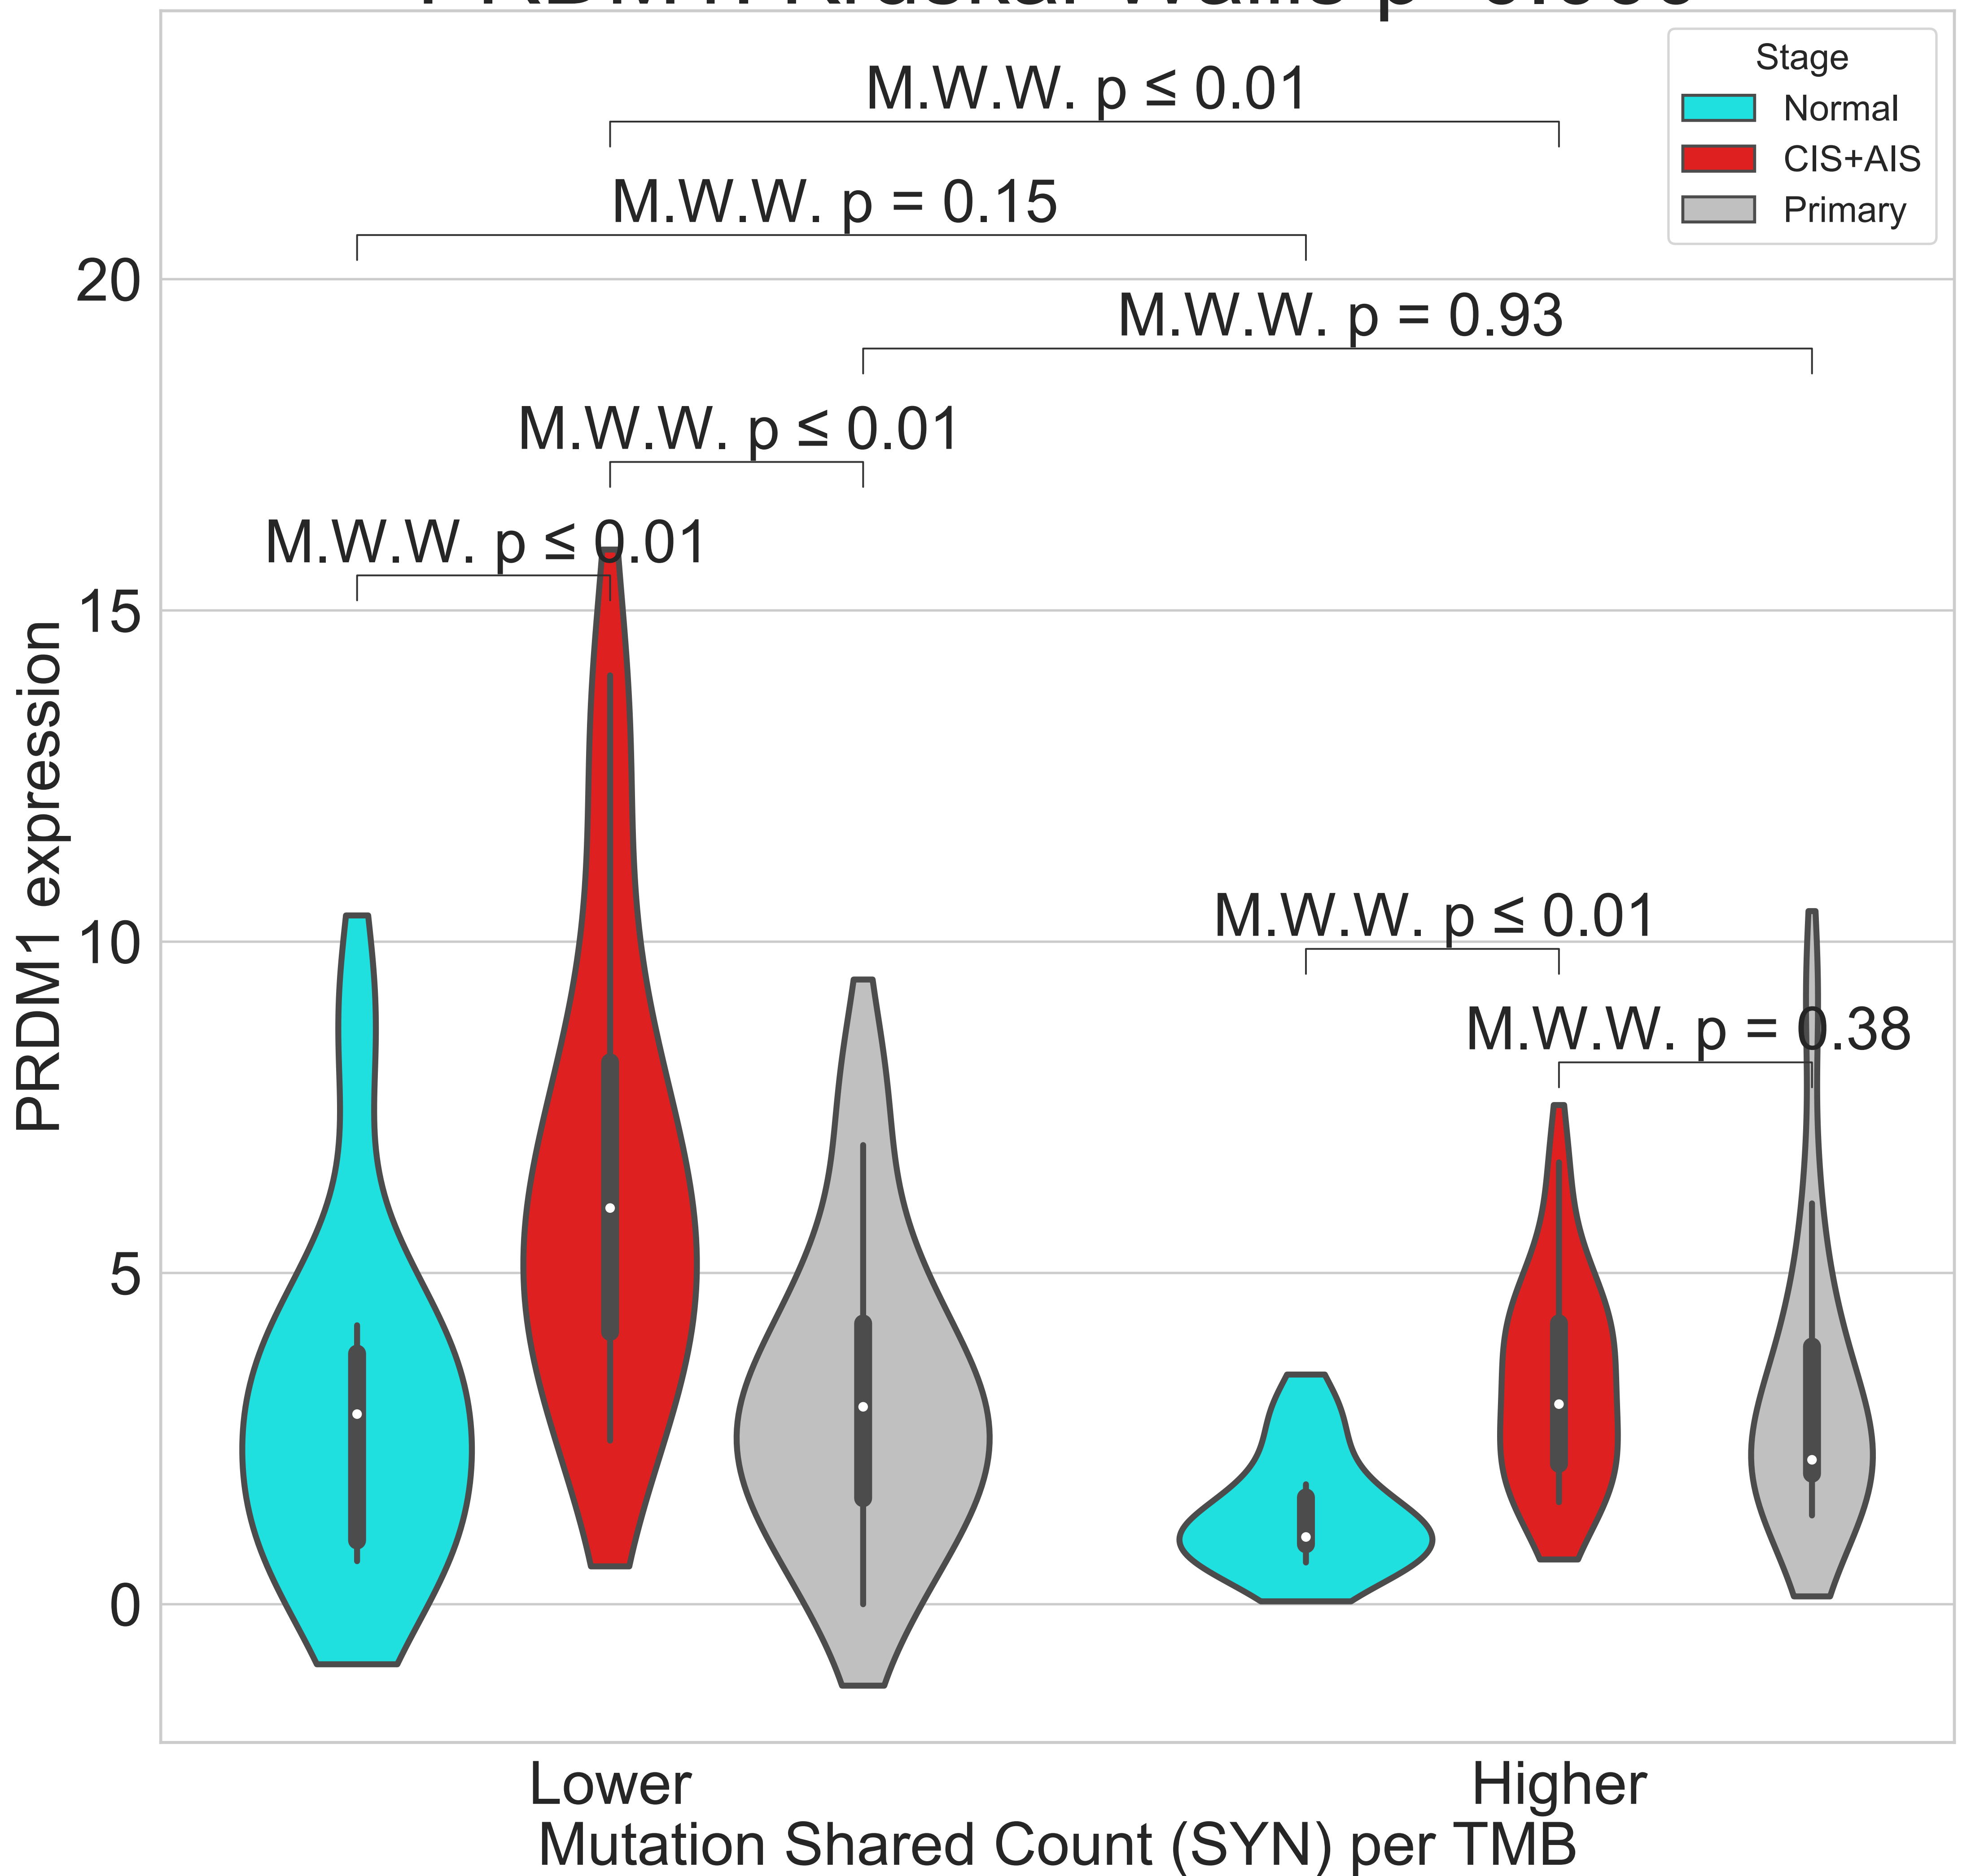 Stage
Normal
CIS+AIS
Primary
M.W.W. p ≤ 0.01
M.W.W. p = 0.15
M.W.W. p = 0.93
M.W.W. p ≤ 0.01
M.W.W. p ≤ 0.01
M.W.W. p ≤ 0.01
M.W.W. p = 0.38
PRDM1 expression
20
15
10
5
0
Lower
Higher
Mutation Shared Count (SYN) per TMB